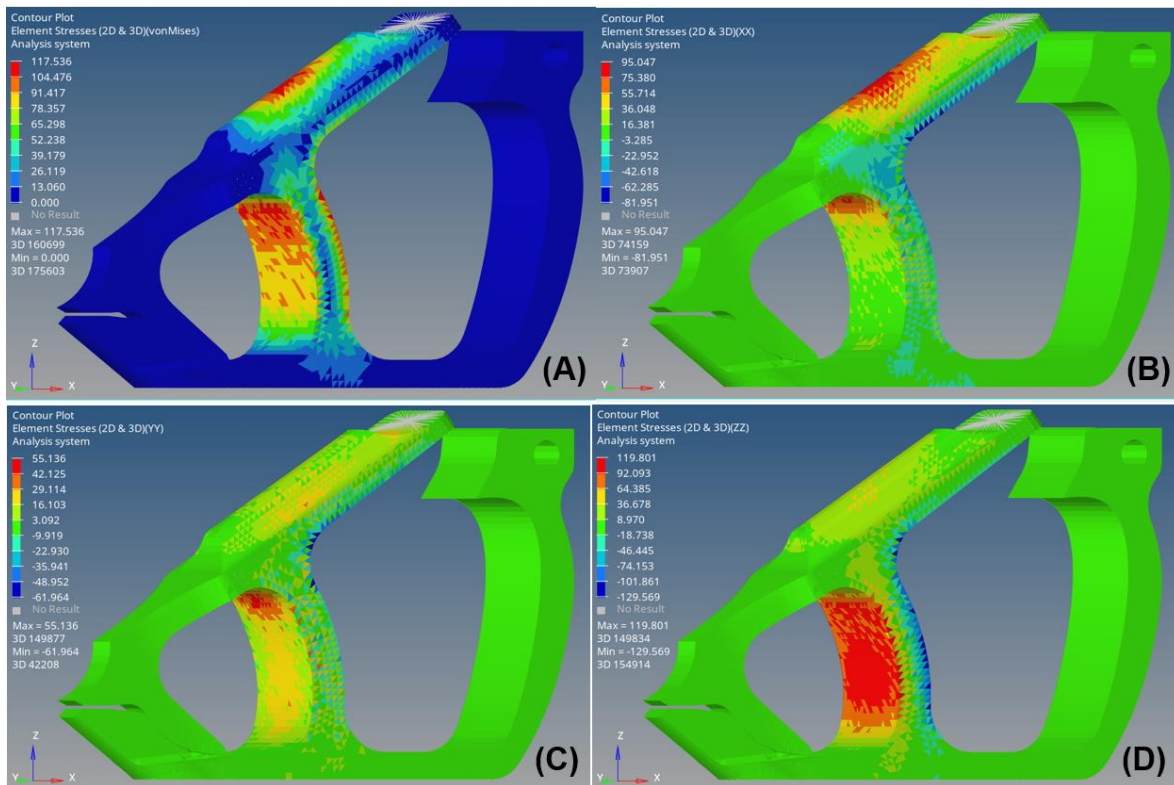 Contour Plot
Element Stresses (2D & 3D)(vonMises)
Analysis system
117.536
104.476
91.417
78.357
65.298
52.238
39.179
26.119
13.060
0.000
No Result
Max = 117.536
3D 160699
Min = 0.000
3D 175603
Z
Y
X
(A)
Contour Plot
Element Stresses (2D & 3D)(XX)
Analysis system
95.047
75.380
55.714
36.048
16.381
-3.285
-22.952
-42.618
-62.285
-81.951
No Result
Max = 95.047
3D 74159
Min = -81.951
3D 73907
Z
Y
X
(B)
Contour Plot
Element Stresses (2D & 3D)(YY)
Analysis system
55.136
42.125
29.114
16.103
3.092
-9.919
-22.930
-35.941
-48.952
-61.964
No Result
Max = 55.136
3D 149877
Min = -61.964
3D 42208
Z
Y
X
(C)
Contour Plot
Element Stresses (2D & 3D)(ZZ)
Analysis system
119.801
92.093
64.385
36.678
8.970
-18.738
-46.445
-74.153
-101.861
-129.569
No Result
Max = 119.801
3D 149834
Min = -129.569
3D 154914
Z
Y
X
(D)